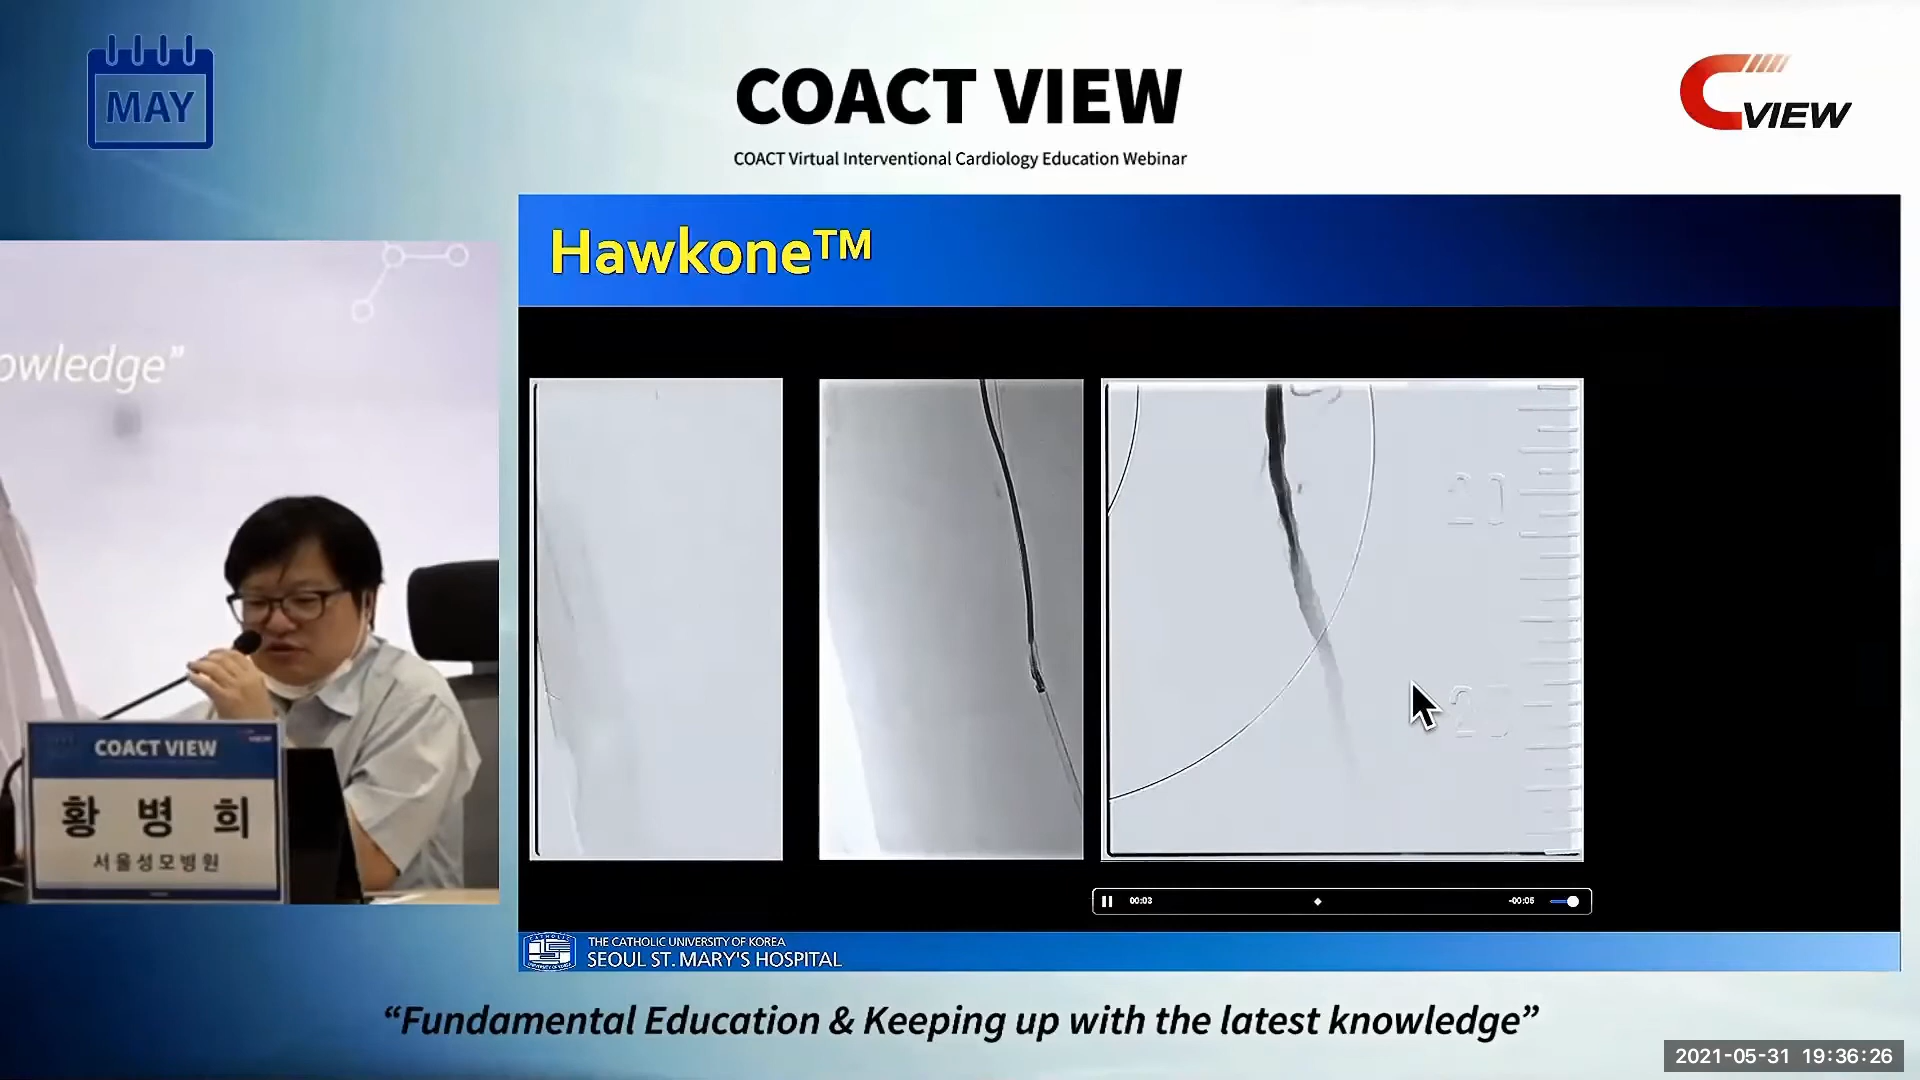 MAY
COACT VIEW
COACT Virtual Interventional Cardiology Education Webinar
C VIEW
Hawkone™
owledge”
20
COACT VIEW
황 병 희
서울성모병원
00:03
-00:05
THE CATHOLIC UNIVERSITY OF KOREA
SEOUL ST. MARY'S HOSPITAL
“Fundamental Education & Keeping up with the latest knowledge”
2021-05-31 19:36:26